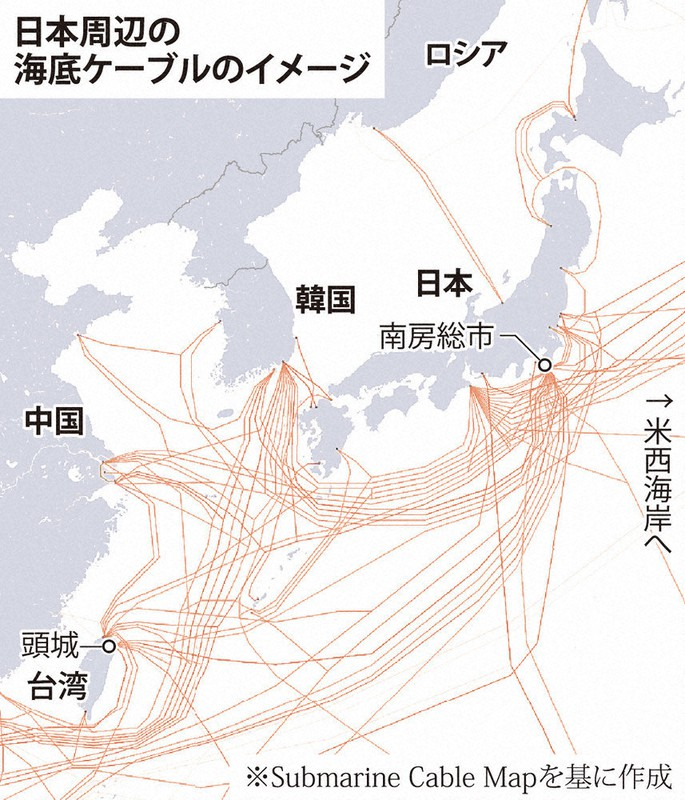 日本周辺の
海底ケーブルのイメージ
ロシア
韓国
日本
南房総市
中国
→米西海岸へ
頭城
台湾
※Submarine Cable Mapを基に作成